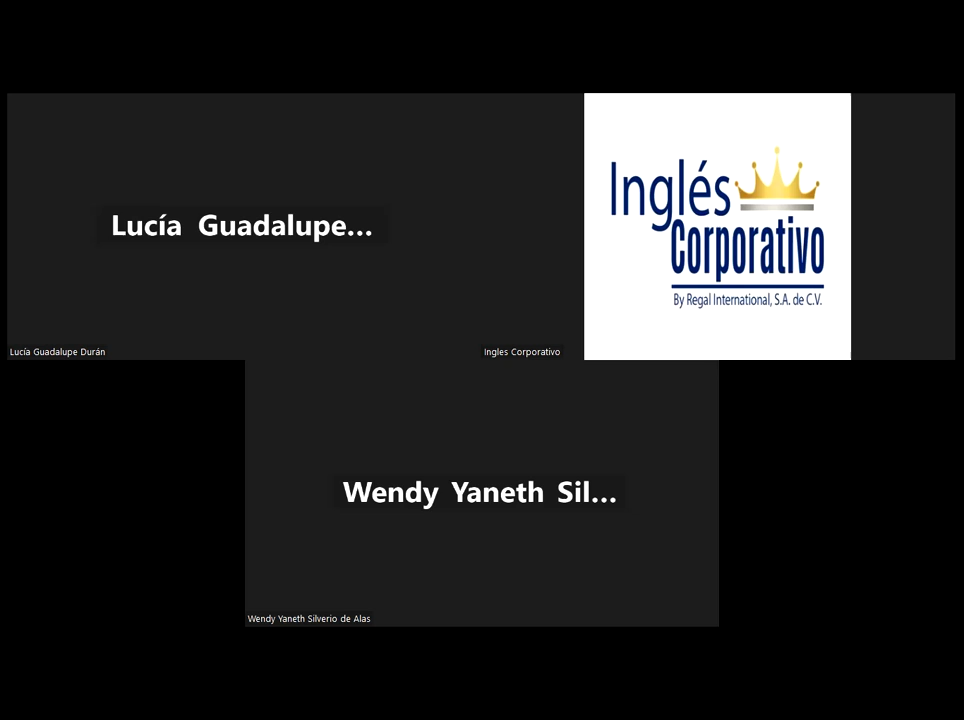 Lucía Guadalupe...
Lucía Guadalupe Durán
Inglés
Corporativo
By Regal International, S.A. de C.V.
Ingles Corporativo
Wendy Yaneth Sil...
Wendy Yaneth Silverio de Alas